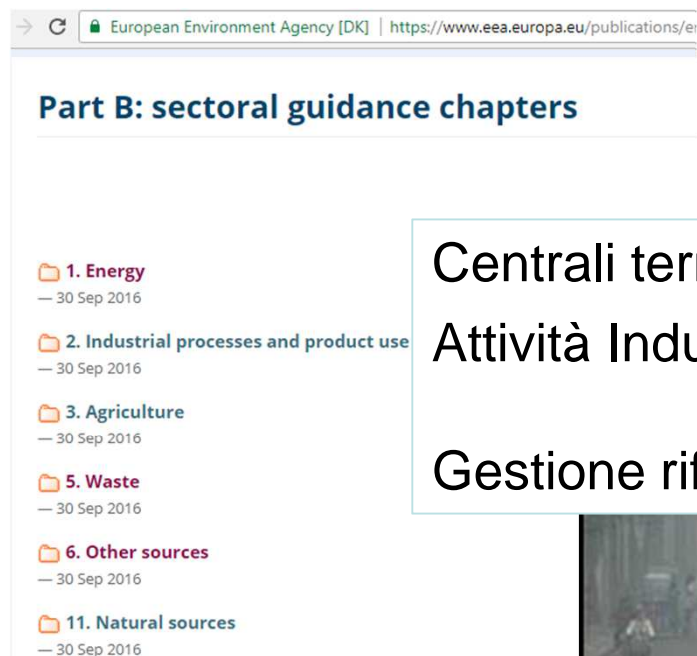 European Environment Agency [DK] | https://www.eea.europa.eu/publications/e
Part B: sectoral guidance chapters
1. Energy
— 30 Sep 2016
2. Industrial processes and product use
— 30 Sep 2016
3. Agriculture
— 30 Sep 2016
5. Waste
— 30 Sep 2016
6. Other sources
— 30 Sep 2016
11. Natural sources
— 30 Sep 2016
Centrali ter
Attività Indu
Gestione rif